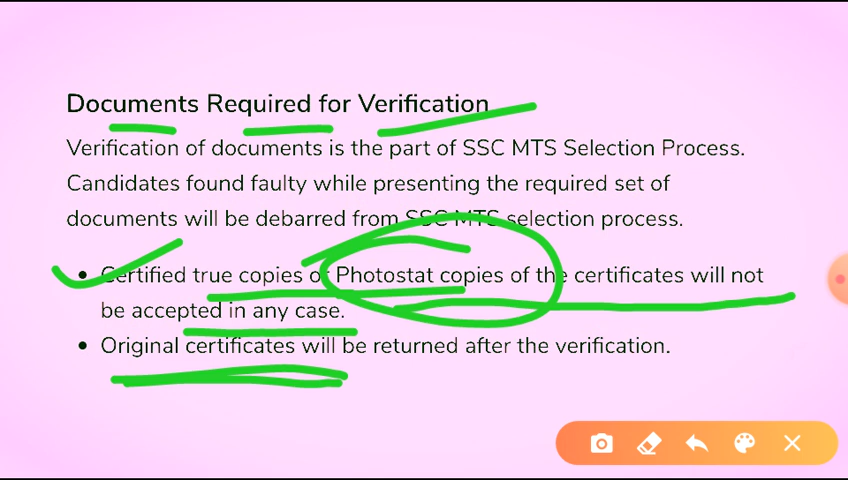 Documents Required for Verification
Verification of documents is the part of SSC MTS Selection Process.
Candidates found faulty while presenting the required set of
documents will be debarred from SSC MTS selection process.
• Certified true copies or Photostat copies of the certificates will not
be accepted in any case.
• Original certificates will be returned after the verification.